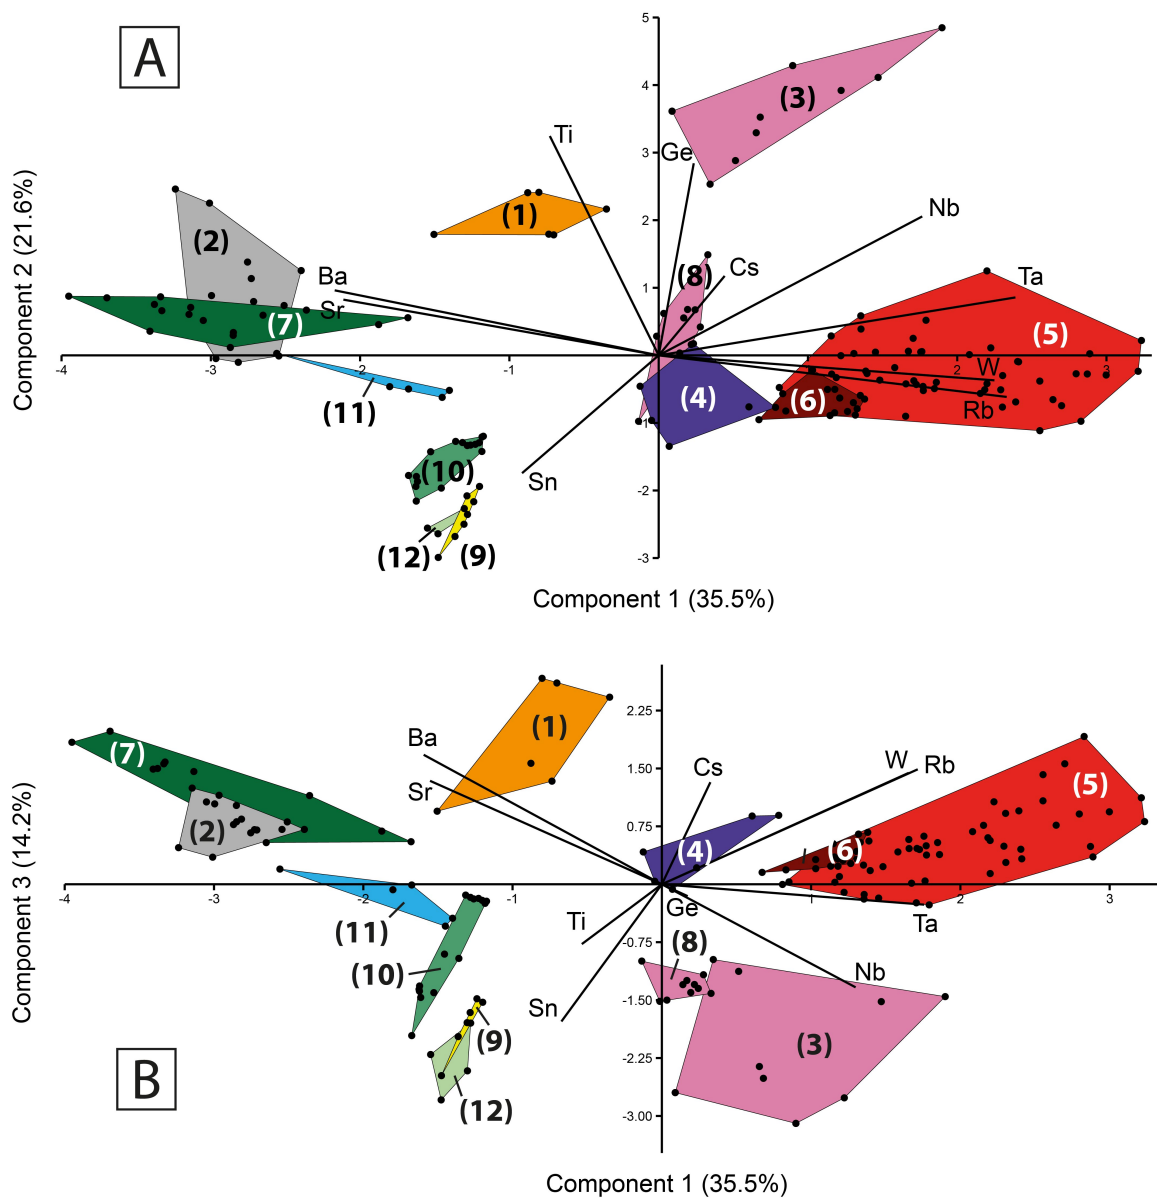 A
5
4
(3)
Ti
3
Ge
Component 2 (21.6%)
2
(1)
Nb
(2)
(8)
Cs
Ba
1
Ta
Sr
(7)
(5)
-4
-3
-2
-1
2
3
W
(11)
(4)
(6)
Rb
-1
(10)
Sn
-2
(12)
(9)
-3
Component 1 (35.5%)
2.25
(1)
Ba
(7)
Cs
W
Rb
1.50
(5)
Sr
Component 3 (14.2%)
0.75
(2)
(4)
(6)
-4
-3
-2
-1
1
2
3
Ge
Ti
Ta
(11)
(8)
-0.75
(10)
Nb
Sn
-1.50
(9)
(3)
-2.25
B
(12)
-3.00
Component 1 (35.5%)